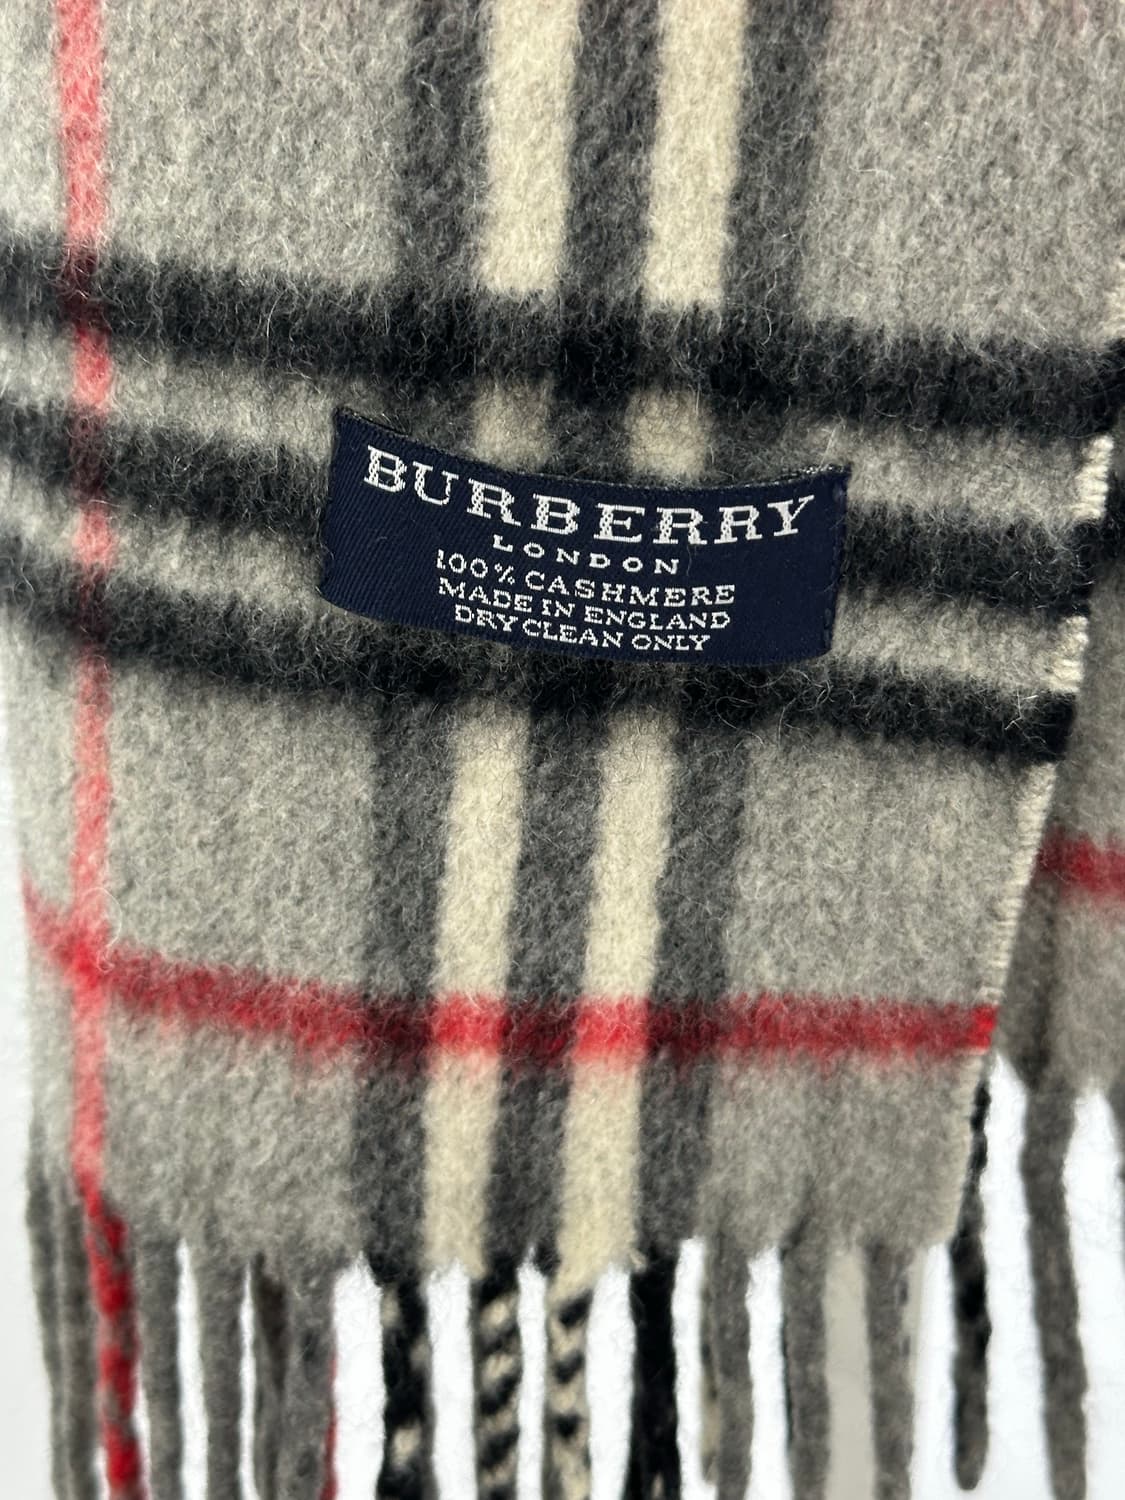 BURBERRY
LONDON
100% CASHMERE
MADE IN ENGLAND
DRY CLEAN ONLY